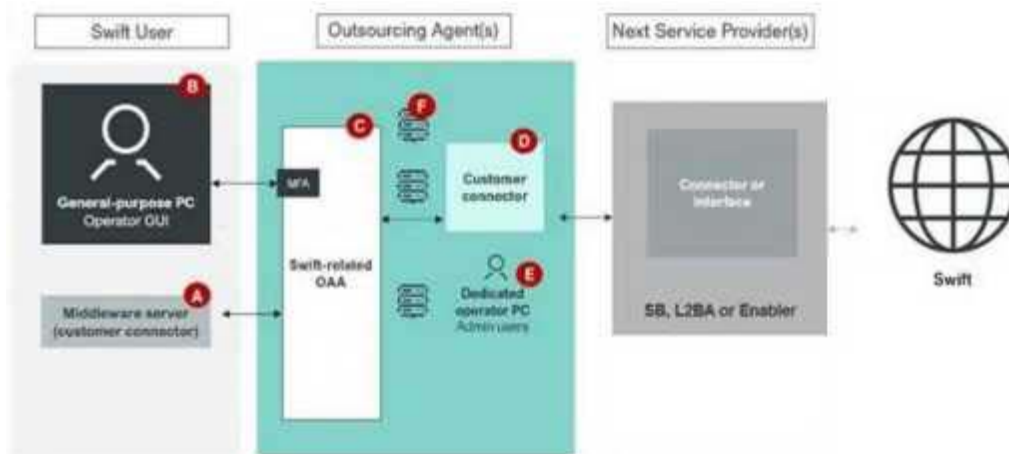 Swift User
Outsourcing Agent(s)
Next Service Provider(s)
B
General-purpose PC
Operator GUI
A
Middleware server
(customer connector)
C
MFA
Swift-related
OAA
F
D
Customer
connector
E
Dedicated
operator PC
Admin users
Connector or
interface
SB, L2BA or Enabler
Swift